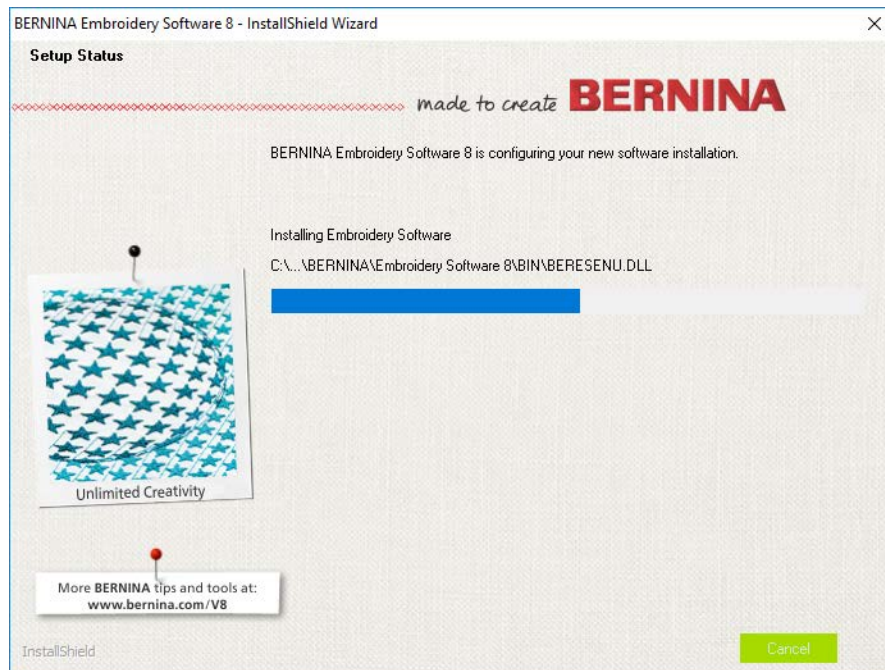 BERNINA Embroidery Software 8 - InstallShield Wizard
Setup Status
made to create BERNINA
BERNINA Embroidery Software 8 is configuring your new software installation.
Installing Embroidery Software
C:\...\BERNINA\Embroidery Software 8\BIN\BERESENU.DLL
Unlimited Creativity
More BERNINA tips and tools at:
www.bernina.com/V8
InstallShield
Cancel